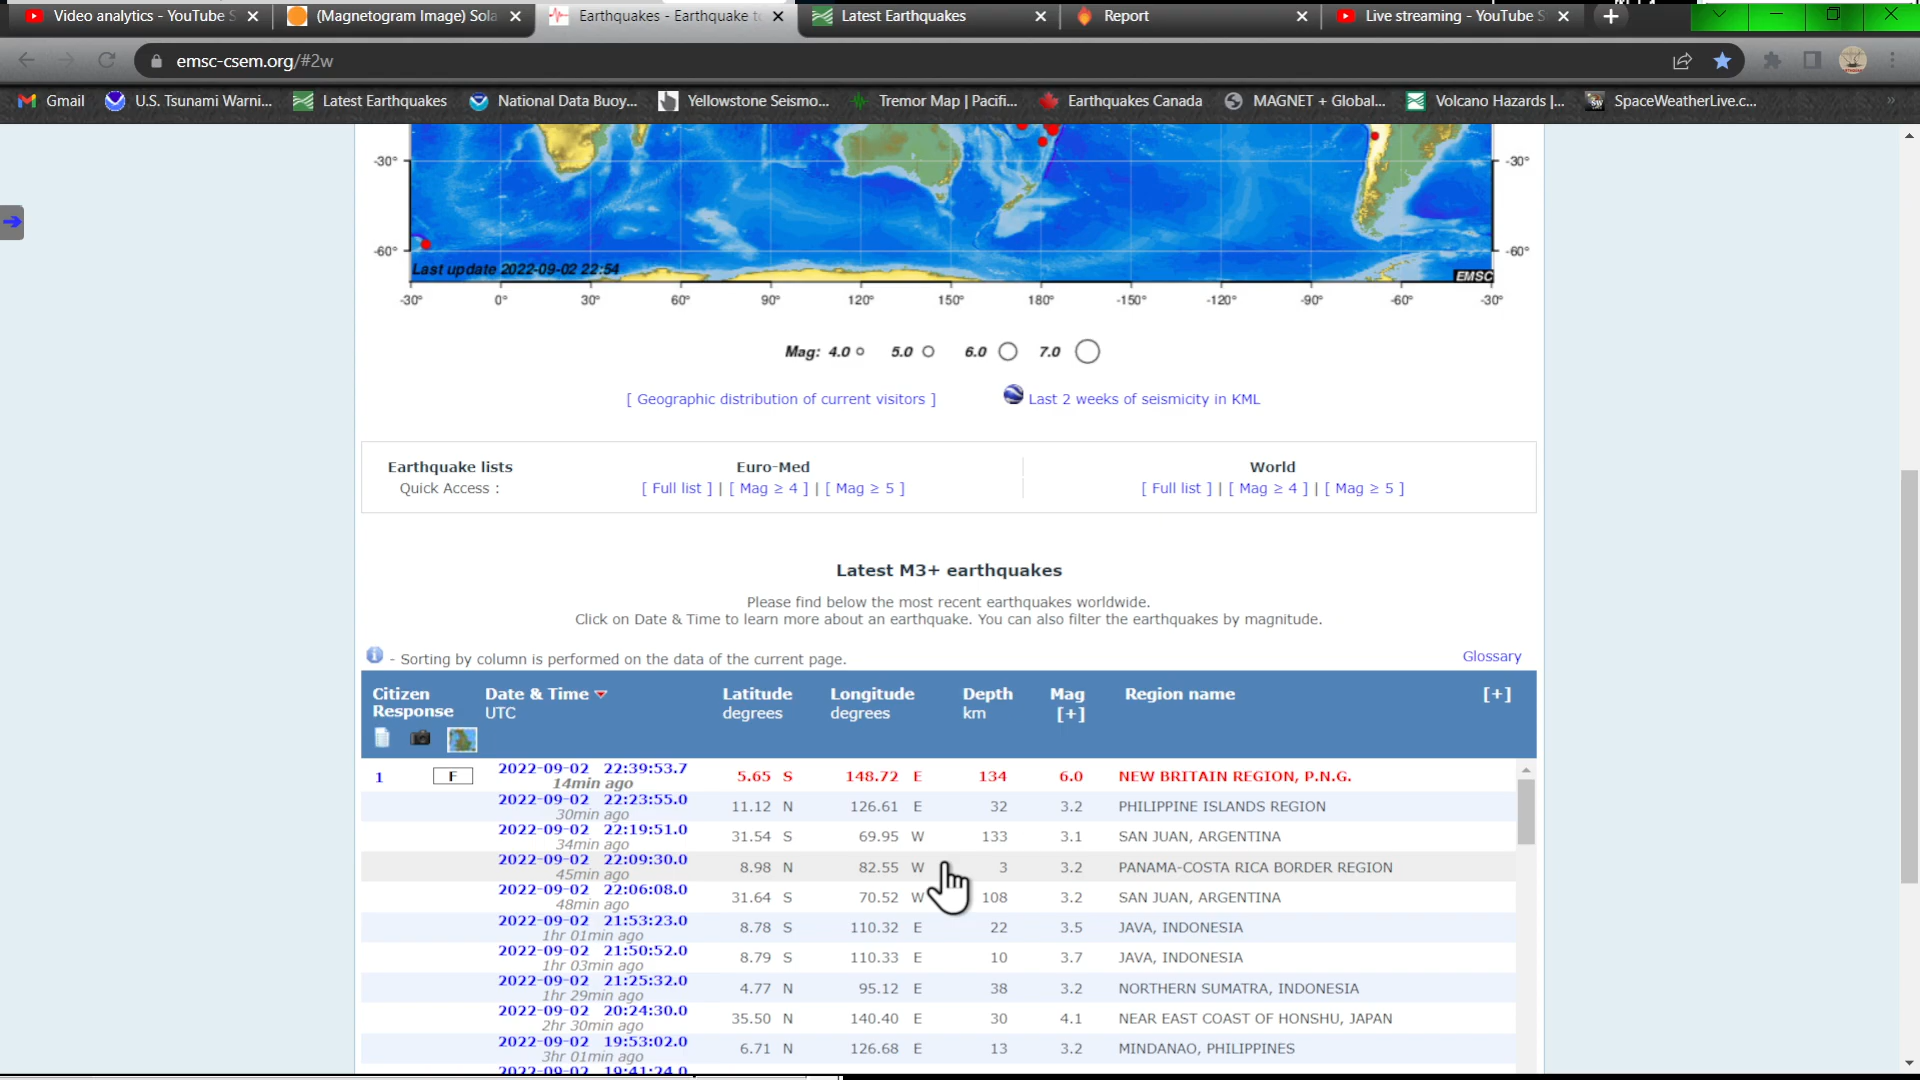 Video analytics - YouTube S
(Magnetogram Image) Sola
Earthquakes - Earthquake to
Latest Earthquakes
Report
Live streaming - YouTube S
emsc-csem.org/#2w
Gmail
U.S. Tsunami Warni...
Latest Earthquakes
National Data Buoy...
Yellowstone Seismo...
Tremor Map | Pacifi...
Earthquakes Canada
MAGNET + Global...
Volcano Hazards |...
SpaceWeatherLive.c...
-30° -30°
-60° -60°
Last update 2022-09-02 22:54 EMSC
-30° 0° 30° 60° 90° 120° 150° 180° -150° -120° -90° -60° -30°
Mag: 4.0 5.0 6.0 7.0
[ Geographic distribution of current visitors ] Last 2 weeks of seismicity in KML
Earthquake lists Euro-Med World
Quick Access : [ Full list ] | [ Mag ≥ 4 ] | [ Mag ≥ 5 ] [ Full list ] | [ Mag ≥ 4 ] | [ Mag ≥ 5 ]
Latest M3+ earthquakes
Please find below the most recent earthquakes worldwide.
Click on Date & Time to learn more about an earthquake. You can also filter the earthquakes by magnitude.
- Sorting by column is performed on the data of the current page. Glossary
Citizen Response Date & Time UTC Latitude degrees Longitude degrees Depth km Mag [+] Region name [+]
1 F 2022-09-02 22:39:53.7 14min ago 5.65 S 148.72 E 134 6.0 NEW BRITAIN REGION, P.N.G.
2022-09-02 22:23:55.0 30min ago 11.12 N 126.61 E 32 3.2 PHILIPPINE ISLANDS REGION
2022-09-02 22:19:51.0 34min ago 31.54 S 69.95 W 133 3.1 SAN JUAN, ARGENTINA
2022-09-02 22:09:30.0 45min ago 8.98 N 82.55 W 3 3.2 PANAMA-COSTA RICA BORDER REGION
2022-09-02 22:06:08.0 48min ago 31.64 S 70.52 W 108 3.2 SAN JUAN, ARGENTINA
2022-09-02 21:53:23.0 1hr 01min ago 8.78 S 110.32 E 22 3.5 JAVA, INDONESIA
2022-09-02 21:50:52.0 1hr 03min ago 8.79 S 110.33 E 10 3.7 JAVA, INDONESIA
2022-09-02 21:25:32.0 1hr 29min ago 4.77 N 95.12 E 38 3.2 NORTHERN SUMATRA, INDONESIA
2022-09-02 20:24:30.0 2hr 30min ago 35.50 N 140.40 E 30 4.1 NEAR EAST COAST OF HONSHU, JAPAN
2022-09-02 19:53:02.0 3hr 01min ago 6.71 N 126.68 E 13 3.2 MINDANAO, PHILIPPINES
2022-09-02 19:41:24.0